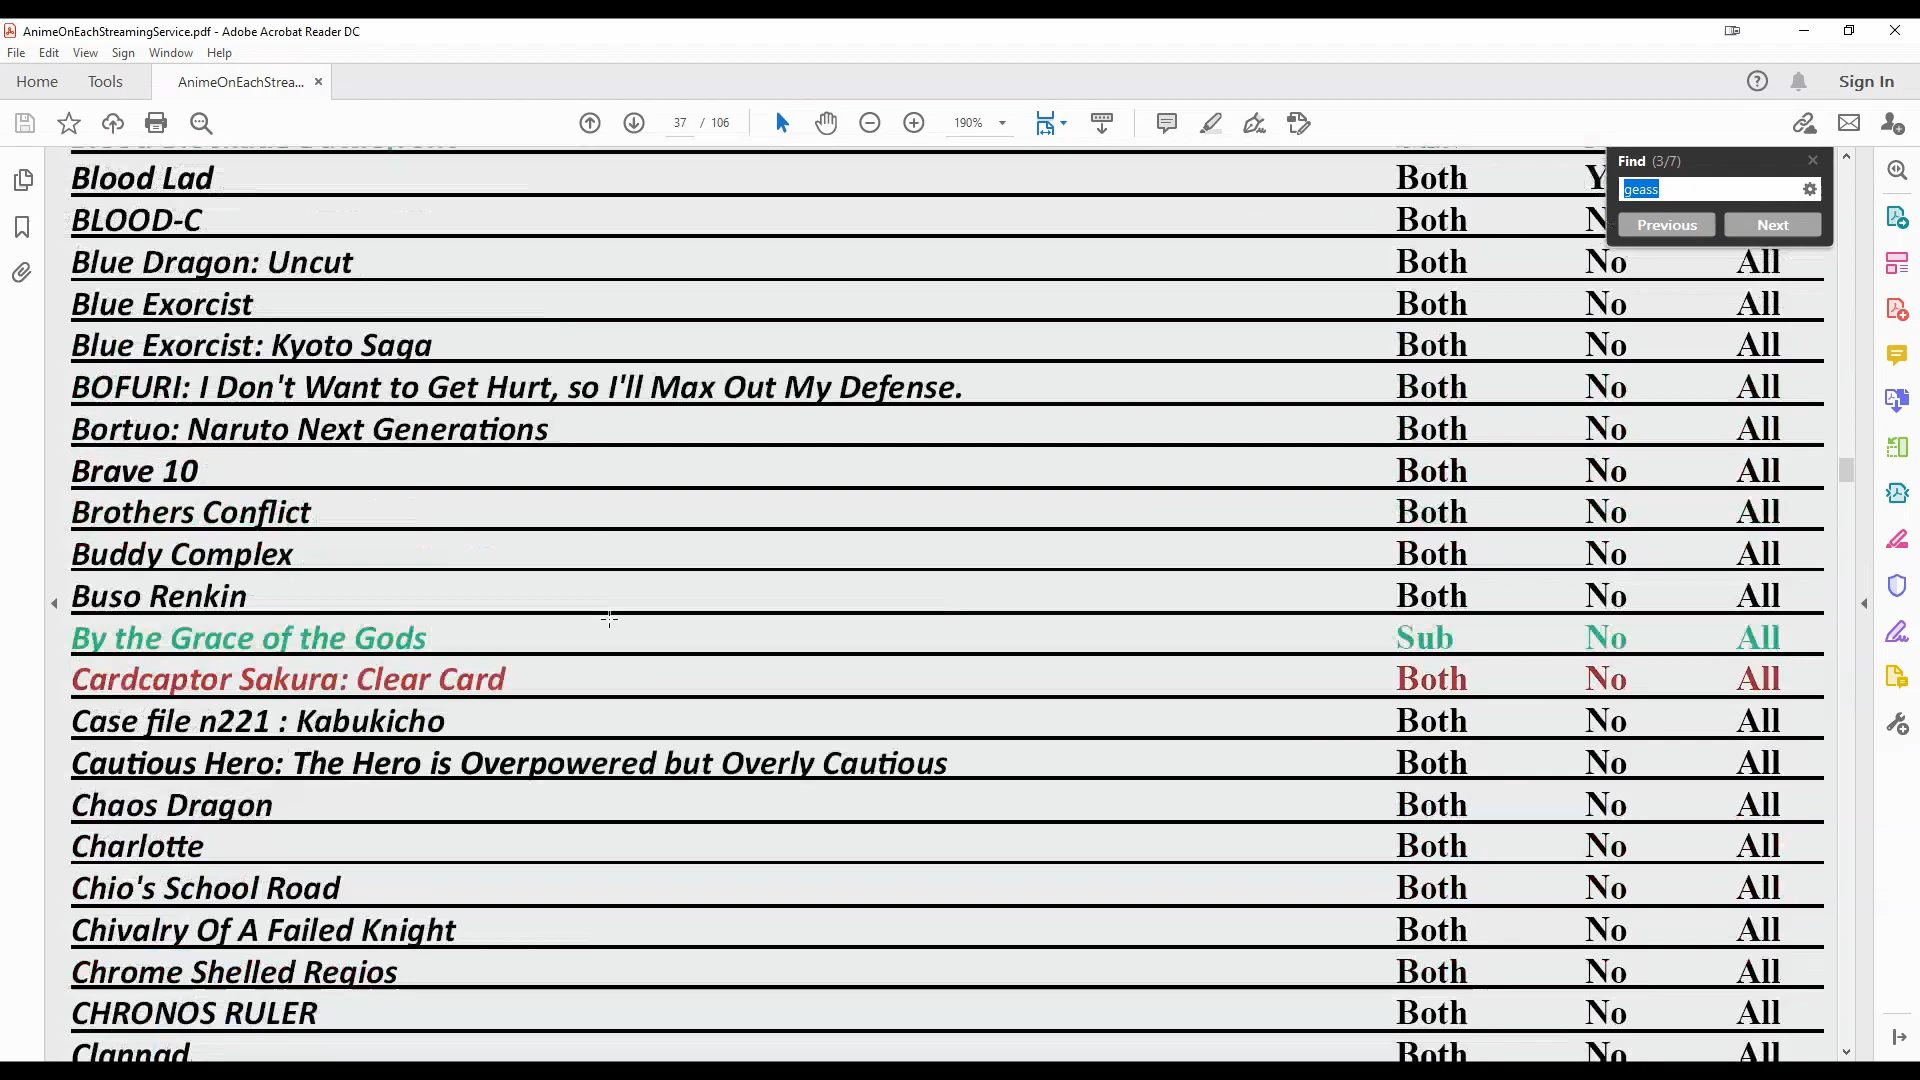 AnimeOnEachStreamingService.pdf - Adobe Acrobat Reader DC
File Edit View Sign Window Help
Home Tools AnimeOnEachStrea... Sign In
37 / 106 190%
Find (3/7)
geass
Previous Next
Blood Lad Both Y
BLOOD-C Both N
Blue Dragon: Uncut Both No All
Blue Exorcist Both No All
Blue Exorcist: Kyoto Saga Both No All
BOFURI: I Don't Want to Get Hurt, so I'll Max Out My Defense. Both No All
Bortuo: Naruto Next Generations Both No All
Brave 10 Both No All
Brothers Conflict Both No All
Buddy Complex Both No All
Buso Renkin Both No All
By the Grace of the Gods Sub No All
Cardcaptor Sakura: Clear Card Both No All
Case file n221 : Kabukicho Both No All
Cautious Hero: The Hero is Overpowered but Overly Cautious Both No All
Chaos Dragon Both No All
Charlotte Both No All
Chio's School Road Both No All
Chivalry Of A Failed Knight Both No All
Chrome Shelled Regios Both No All
CHRONOS RULER Both No All
Clannad Both No All